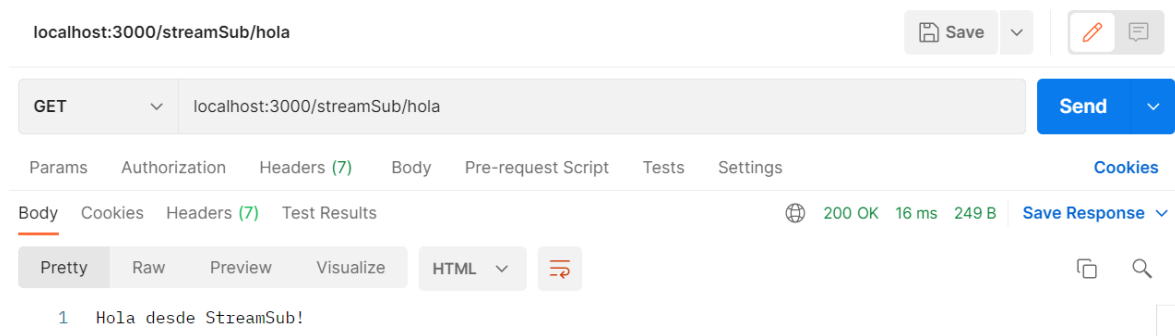 localhost:3000/streamSub/hola
Save
GET
localhost:3000/streamSub/hola
Send
Params Authorization Headers (7) Body Pre-request Script Tests Settings Cookies
Body Cookies Headers (7) Test Results 200 OK 16 ms 249 B Save Response
Pretty Raw Preview Visualize HTML
1 Hola desde StreamSub!